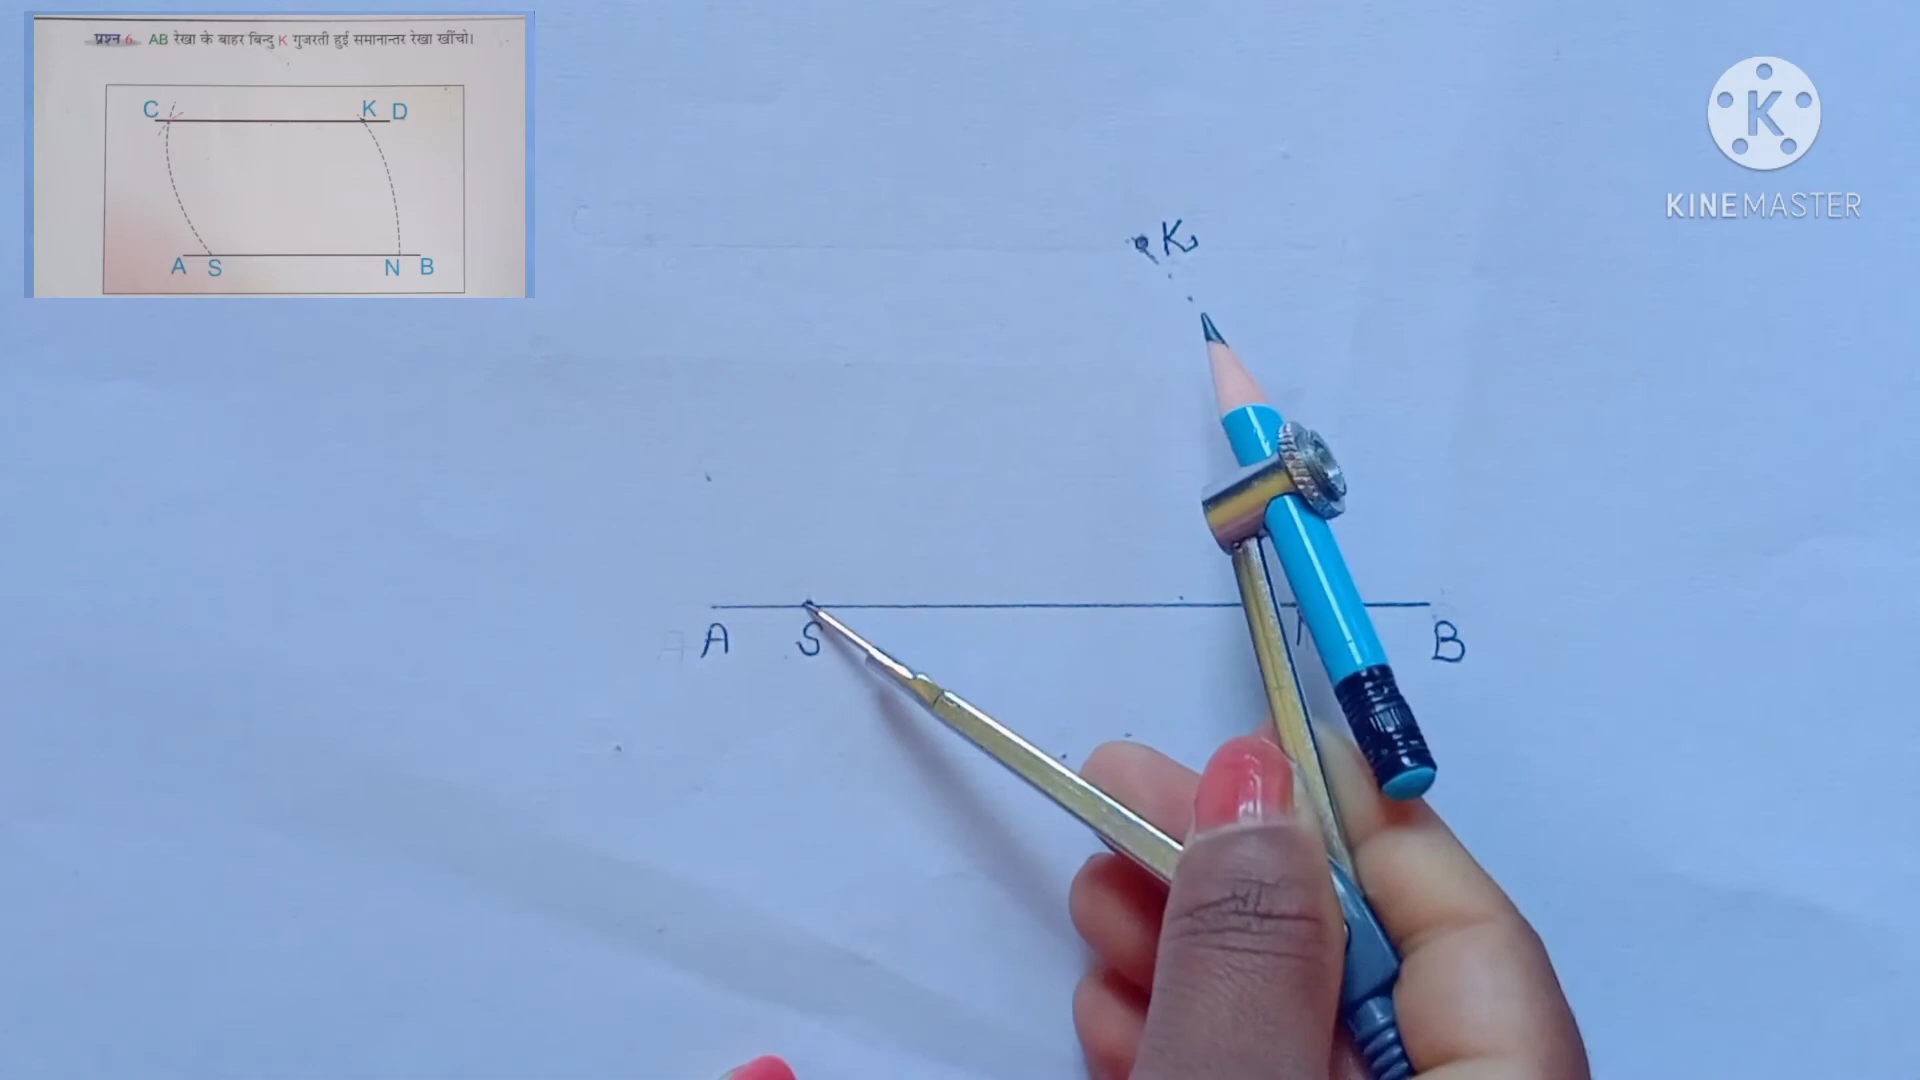 प्रश्न 6. AB रेखा के बाहर बिन्दु K गुजरती हुई समानान्तर रेखा खींचो।
C K D
A S N B
K
KINEMASTER
K
A S B